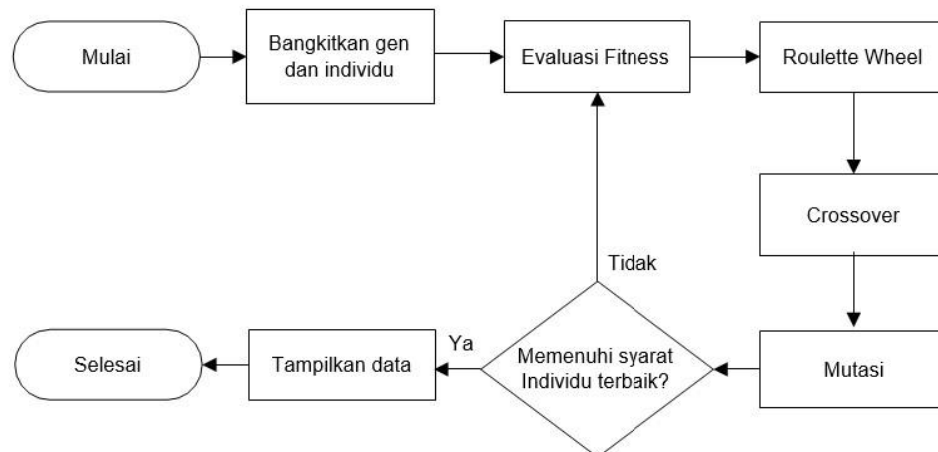 Mulai
Bangkitkan gen
dan individu
Evaluasi Fitness
Roulette Wheel
Crossover
Mutasi
Memenuhi syarat
Individu terbaik?
Tidak
Ya
Tampilkan data
Selesai